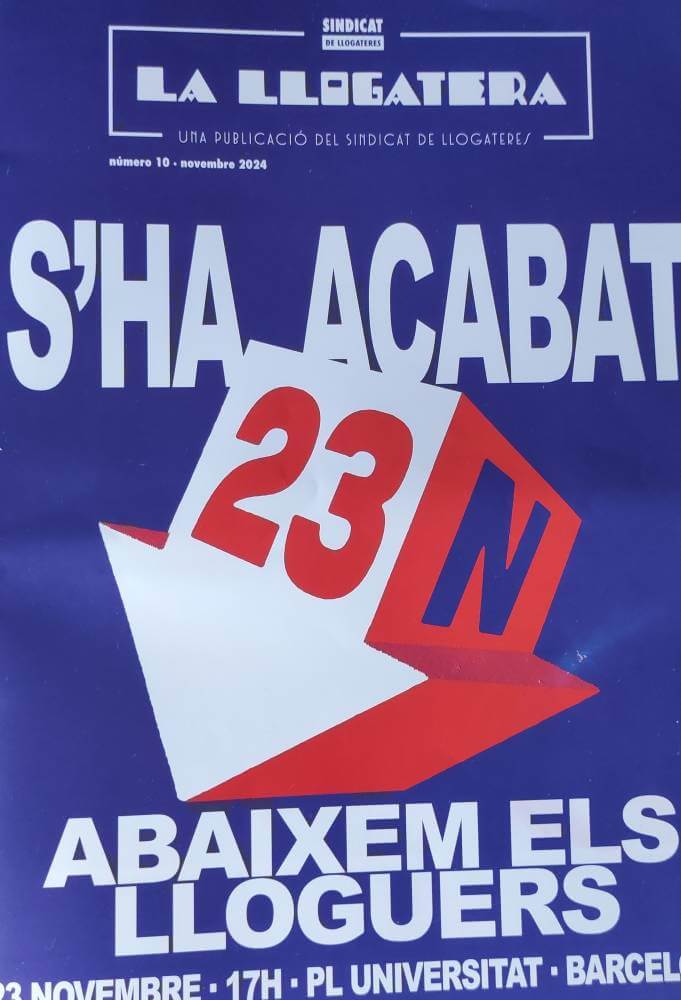 SINDICAT
DE LLOGATERES
LA LLOGATERA
UNA PUBLICACIÓ DEL SINDICAT DE LLOGATERES
número 10 · novembre 2024
S'HA ACABAT
23 N
ABAIXEM ELS
LLOGUERS
23 NOVEMBRE · 17H · PL UNIVERSITAT ·